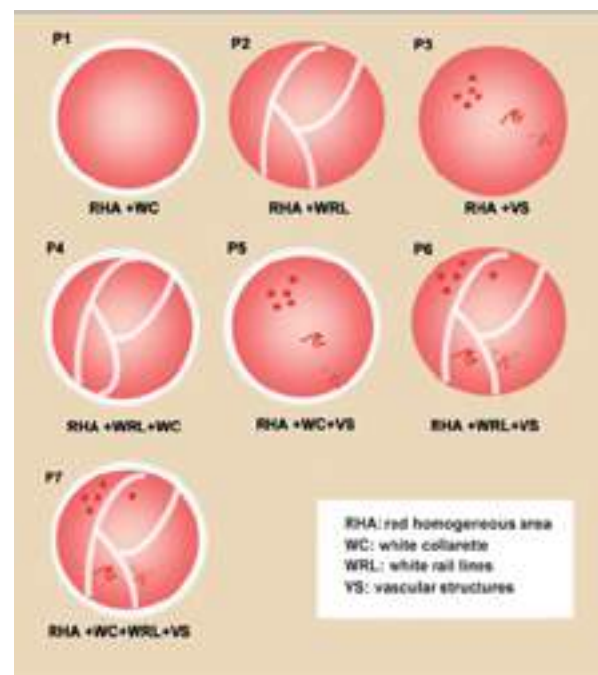 P1
P2
P3
RHA +WC
RHA +WRL
RHA +VS
P4
P5
P6
RHA +WRL+WC
RHA +WC+VS
RHA +WRL+VS
P7
RHA: red homogeneous area
WC: white collarette
WRL: white rail lines
VS: vascular structures
RHA +WC+WRL+VS